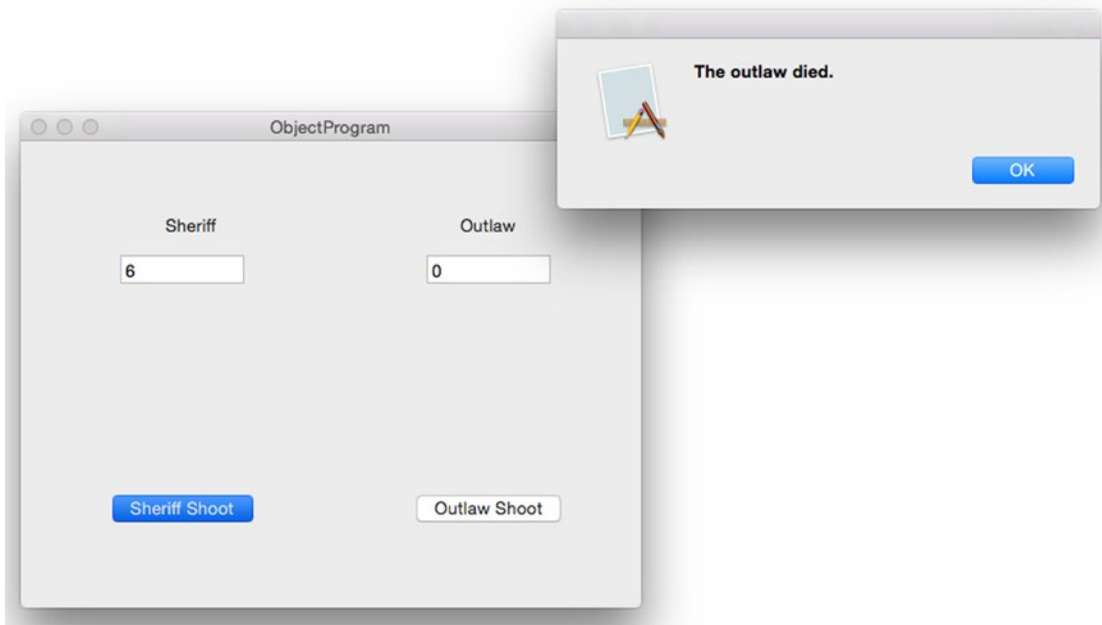 The outlaw died.
OK
ObjectProgram
Sheriff
Outlaw
6
0
Sheriff Shoot
Outlaw Shoot